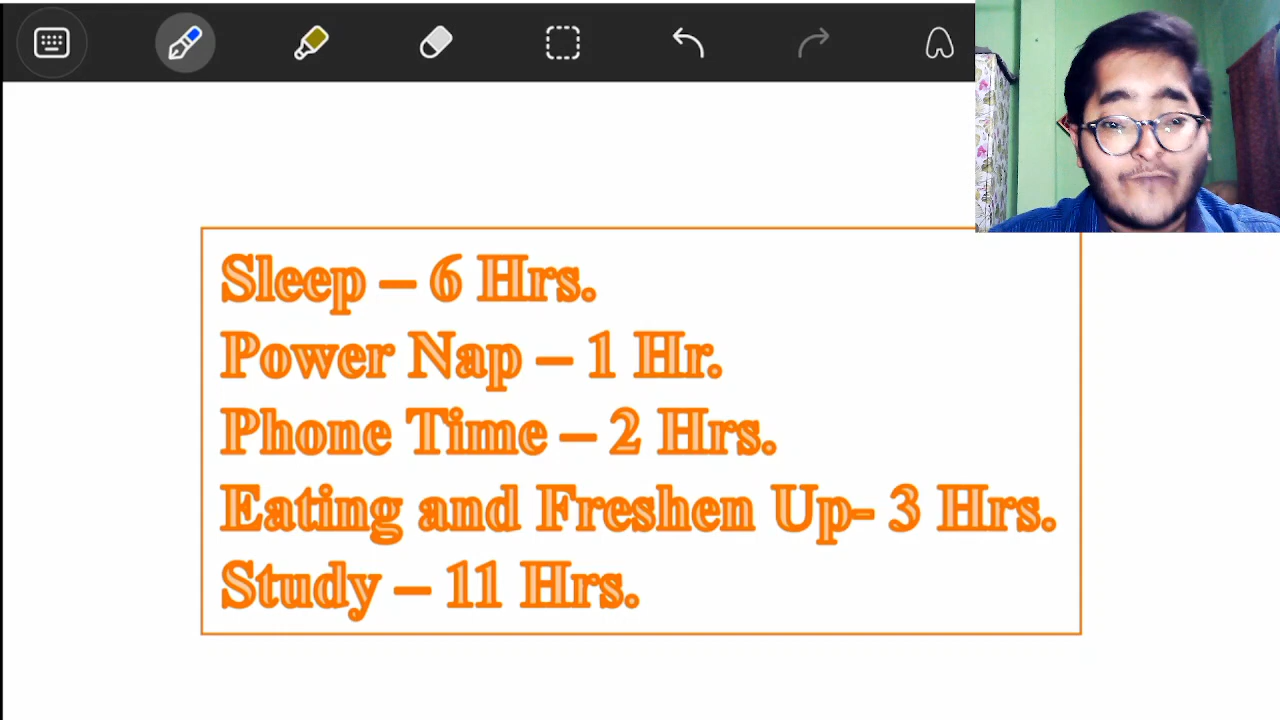 Sleep – 6 Hrs.
Power Nap – 1 Hr.
Phone Time – 2 Hrs.
Eating and Freshen Up- 3 Hrs.
Study – 11 Hrs.